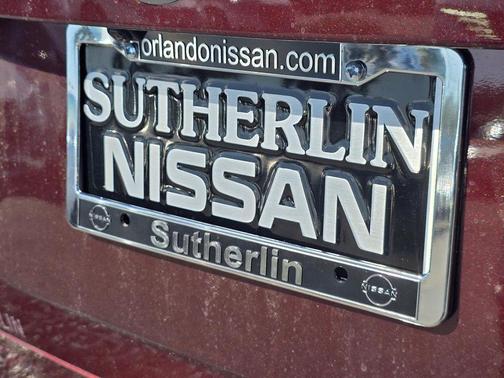 orlandonissan.com
SUTHERLIN
NISSAN
Sutherlin
NISSAN
NISSAN